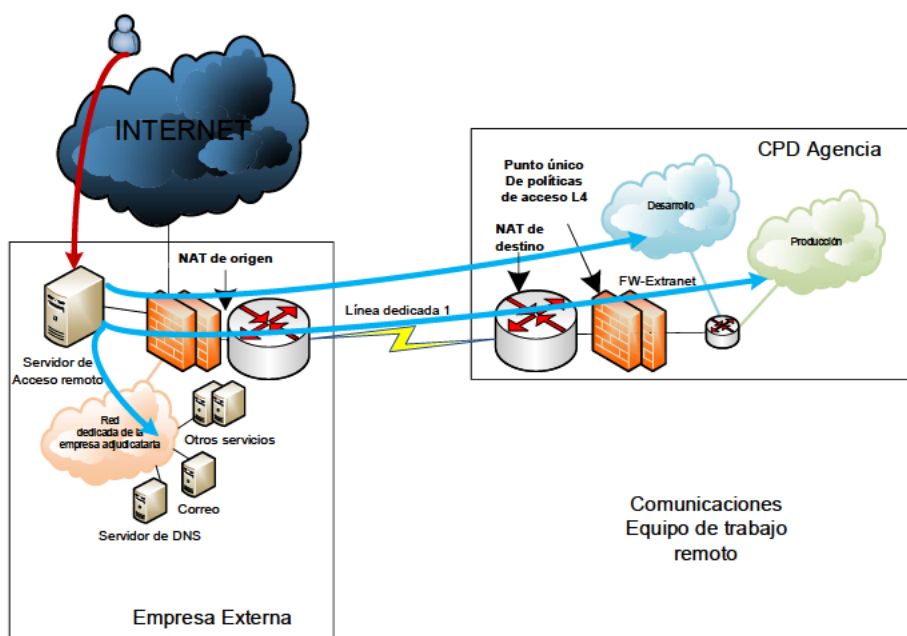 INTERNET
CPD Agencia
Punto único
De políticas
de acceso L4
Desarrollo
NAT de
destino
Producción
NAT de origen
FW-Extranet
Línea dedicada 1
Servidor de
Acceso remoto
Red
dedicada de la
empresa adjudicataria
Otros servicios
Correo
Servidor de DNS
Comunicaciones
Equipo de trabajo
remoto
Empresa Externa